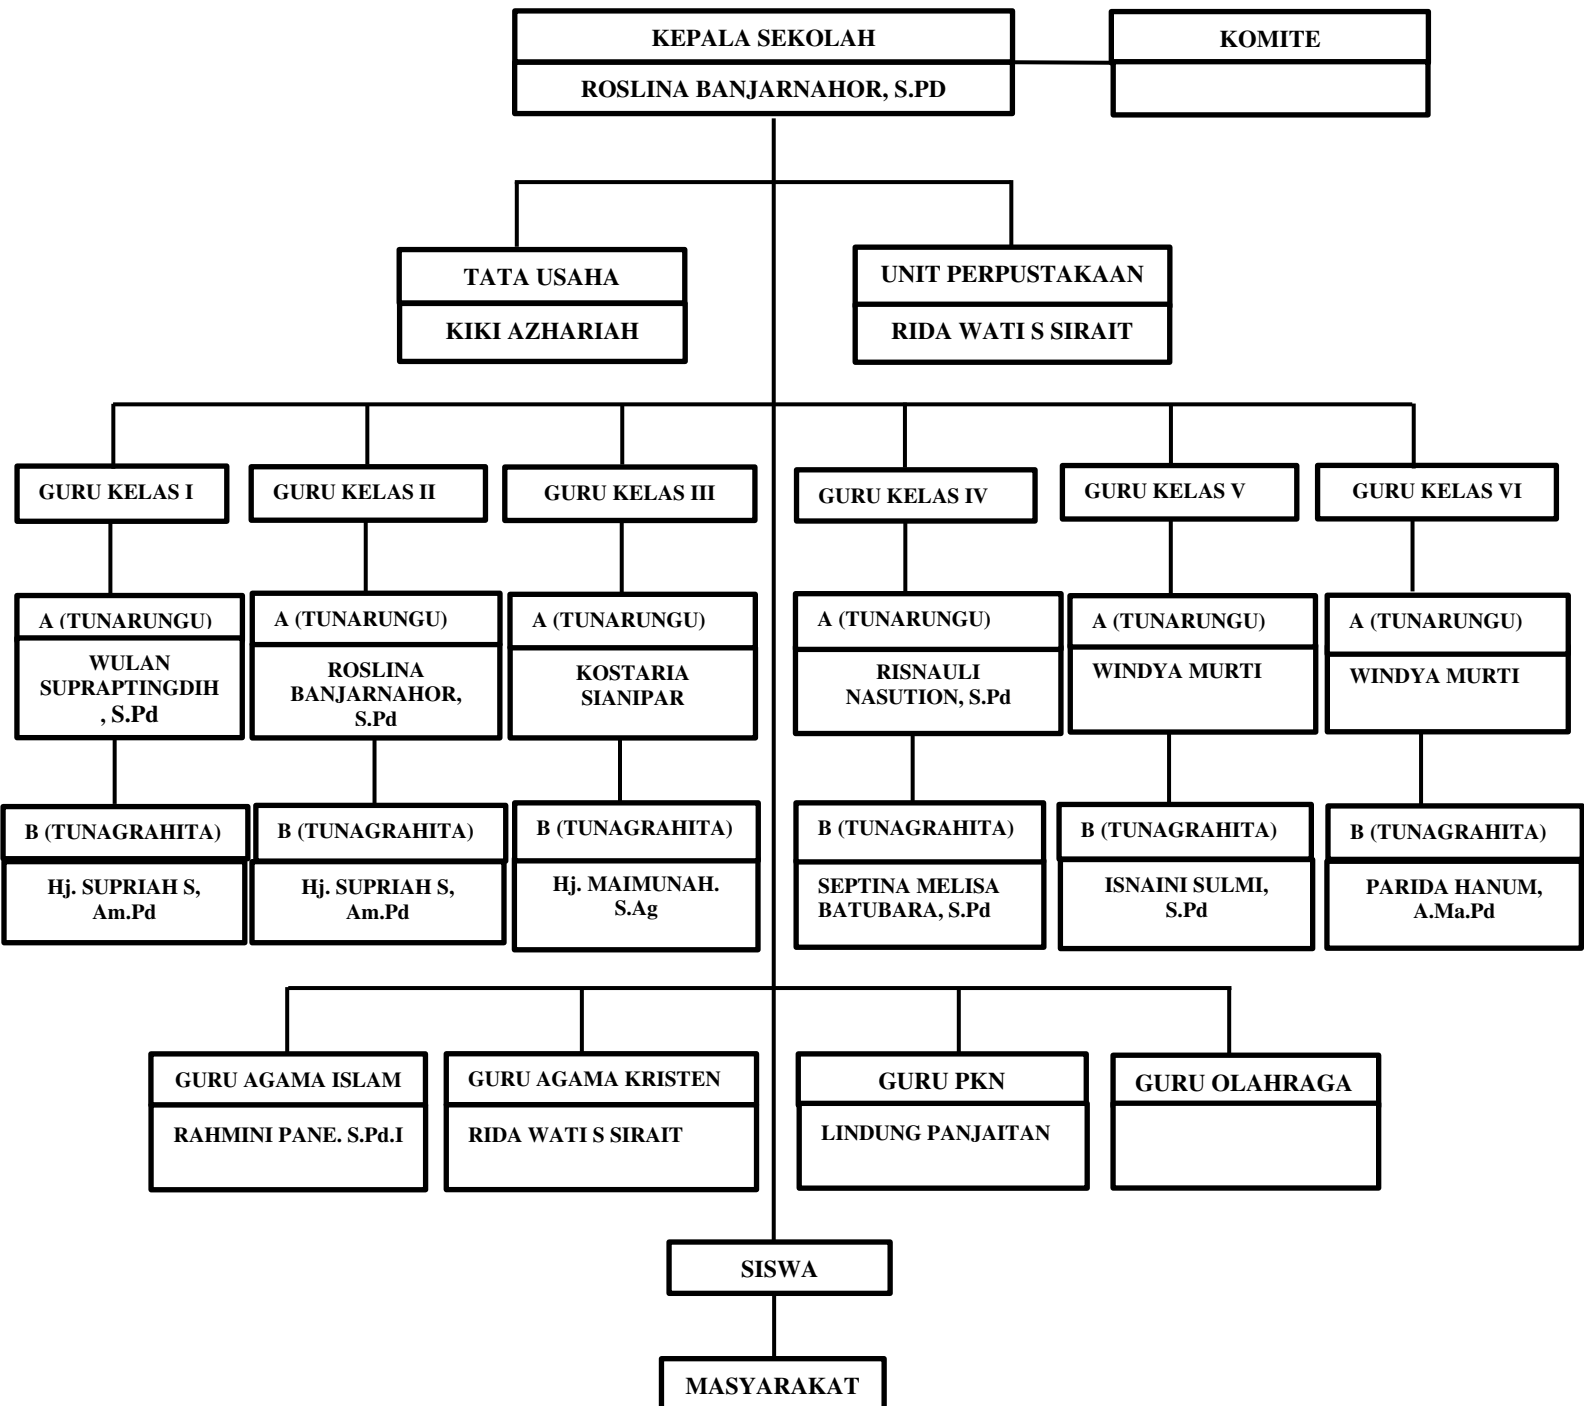 KEPALA SEKOLAH
ROSLINA BANJARNAHOR, S.PD
KOMITE
TATA USAHA
KIKI AZHARIAH
UNIT PERPUSTAKAAN
RIDA WATI S SIRAIT
GURU KELAS I
GURU KELAS II
GURU KELAS III
GURU KELAS IV
GURU KELAS V
GURU KELAS VI
A (TUNARUNGU)
WULAN
SUPRAPTINGDIH
, S.Pd
A (TUNARUNGU)
ROSLINA
BANJARNAHOR,
S.Pd
A (TUNARUNGU)
KOSTARIA
SIANIPAR
A (TUNARUNGU)
RISNAULI
NASUTION, S.Pd
A (TUNARUNGU)
WINDYA MURTI
A (TUNARUNGU)
WINDYA MURTI
B (TUNAGRAHITA)
Hj. SUPRIAH S,
Am.Pd
B (TUNAGRAHITA)
Hj. SUPRIAH S,
Am.Pd
B (TUNAGRAHITA)
Hj. MAIMUNAH.
S.Ag
B (TUNAGRAHITA)
SEPTINA MELISA
BATUBARA, S.Pd
B (TUNAGRAHITA)
ISNAINI SULMI,
S.Pd
B (TUNAGRAHITA)
PARIDA HANUM,
A.Ma.Pd
GURU AGAMA ISLAM
RAHMINI PANE. S.Pd.I
GURU AGAMA KRISTEN
RIDA WATI S SIRAIT
GURU PKN
LINDUNG PANJAITAN
GURU OLAHRAGA
SISWA
MASYARAKAT